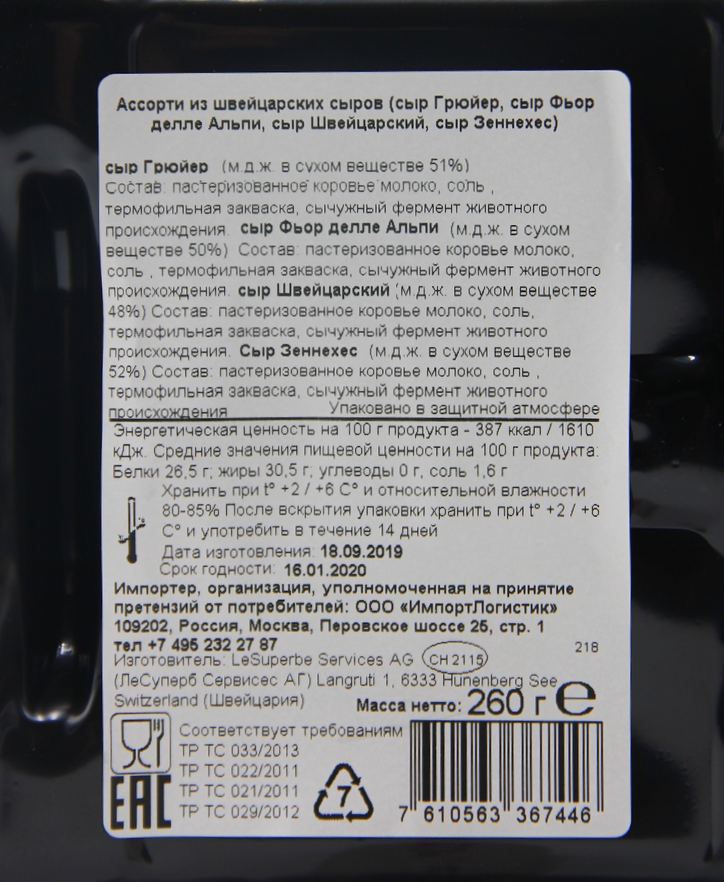 Ассорти из швейцарских сыров (сыр Грюйер, сыр Фьор
делле Альпи, сыр Швейцарский, сыр Зеннехес)
сыр Грюйер (м.д.ж. в сухом веществе 51%)
Состав: пастеризованное коровье молоко, соль ,
термофильная закваска, сычужный фермент животного
происхождения. сыр Фьор делле Альпи (м.д.ж. в сухом
веществе 50%) Состав: пастеризованное коровье молоко,
соль , термофильная закваска, сычужный фермент животного
происхождения. сыр Швейцарский (м.д.ж. в сухом веществе
48%) Состав: пастеризованное коровье молоко, соль,
термофильная закваска, сычужный фермент животного
происхождения. Сыр Зеннехес (м.д.ж. в сухом веществе
52%) Состав: пастеризованное коровье молоко, соль ,
термофильная закваска, сычужный фермент животного
происхождения Упаковано в защитной атмосфере
Энергетическая ценность на 100 г продукта - 387 ккал / 1610
кДж. Средние значения пищевой ценности на 100 г продукта:
Белки 26,5 г; жиры 30,5 г; углеводы 0 г, соль 1,6 г
Хранить при t° +2 / +6 С° и относительной влажности
80-85% После вскрытия упаковки хранить при t° +2 / +6
С° и употребить в течение 14 дней
Дата изготовления: 18.09.2019
Срок годности: 16.01.2020
Импортер, организация, уполномоченная на принятие
претензий от потребителей: ООО «ИмпортЛогистик»
109202, Россия, Москва, Перовское шоссе 25, стр. 1
тел +7 495 232 27 87
218
Изготовитель: LeSuperbe Services AG CH 2115
(ЛеСуперб Сервисес АГ) Langruti 1, 6333 Hunenberg See
Switzerland (Швейцария)
Масса нетто: 260 г e
Соответствует требованиям
ТР ТС 033/2013
ТР ТС 022/2011
ТР ТС 021/2011
ТР ТС 029/2012
EAC
7
7 610563 367446